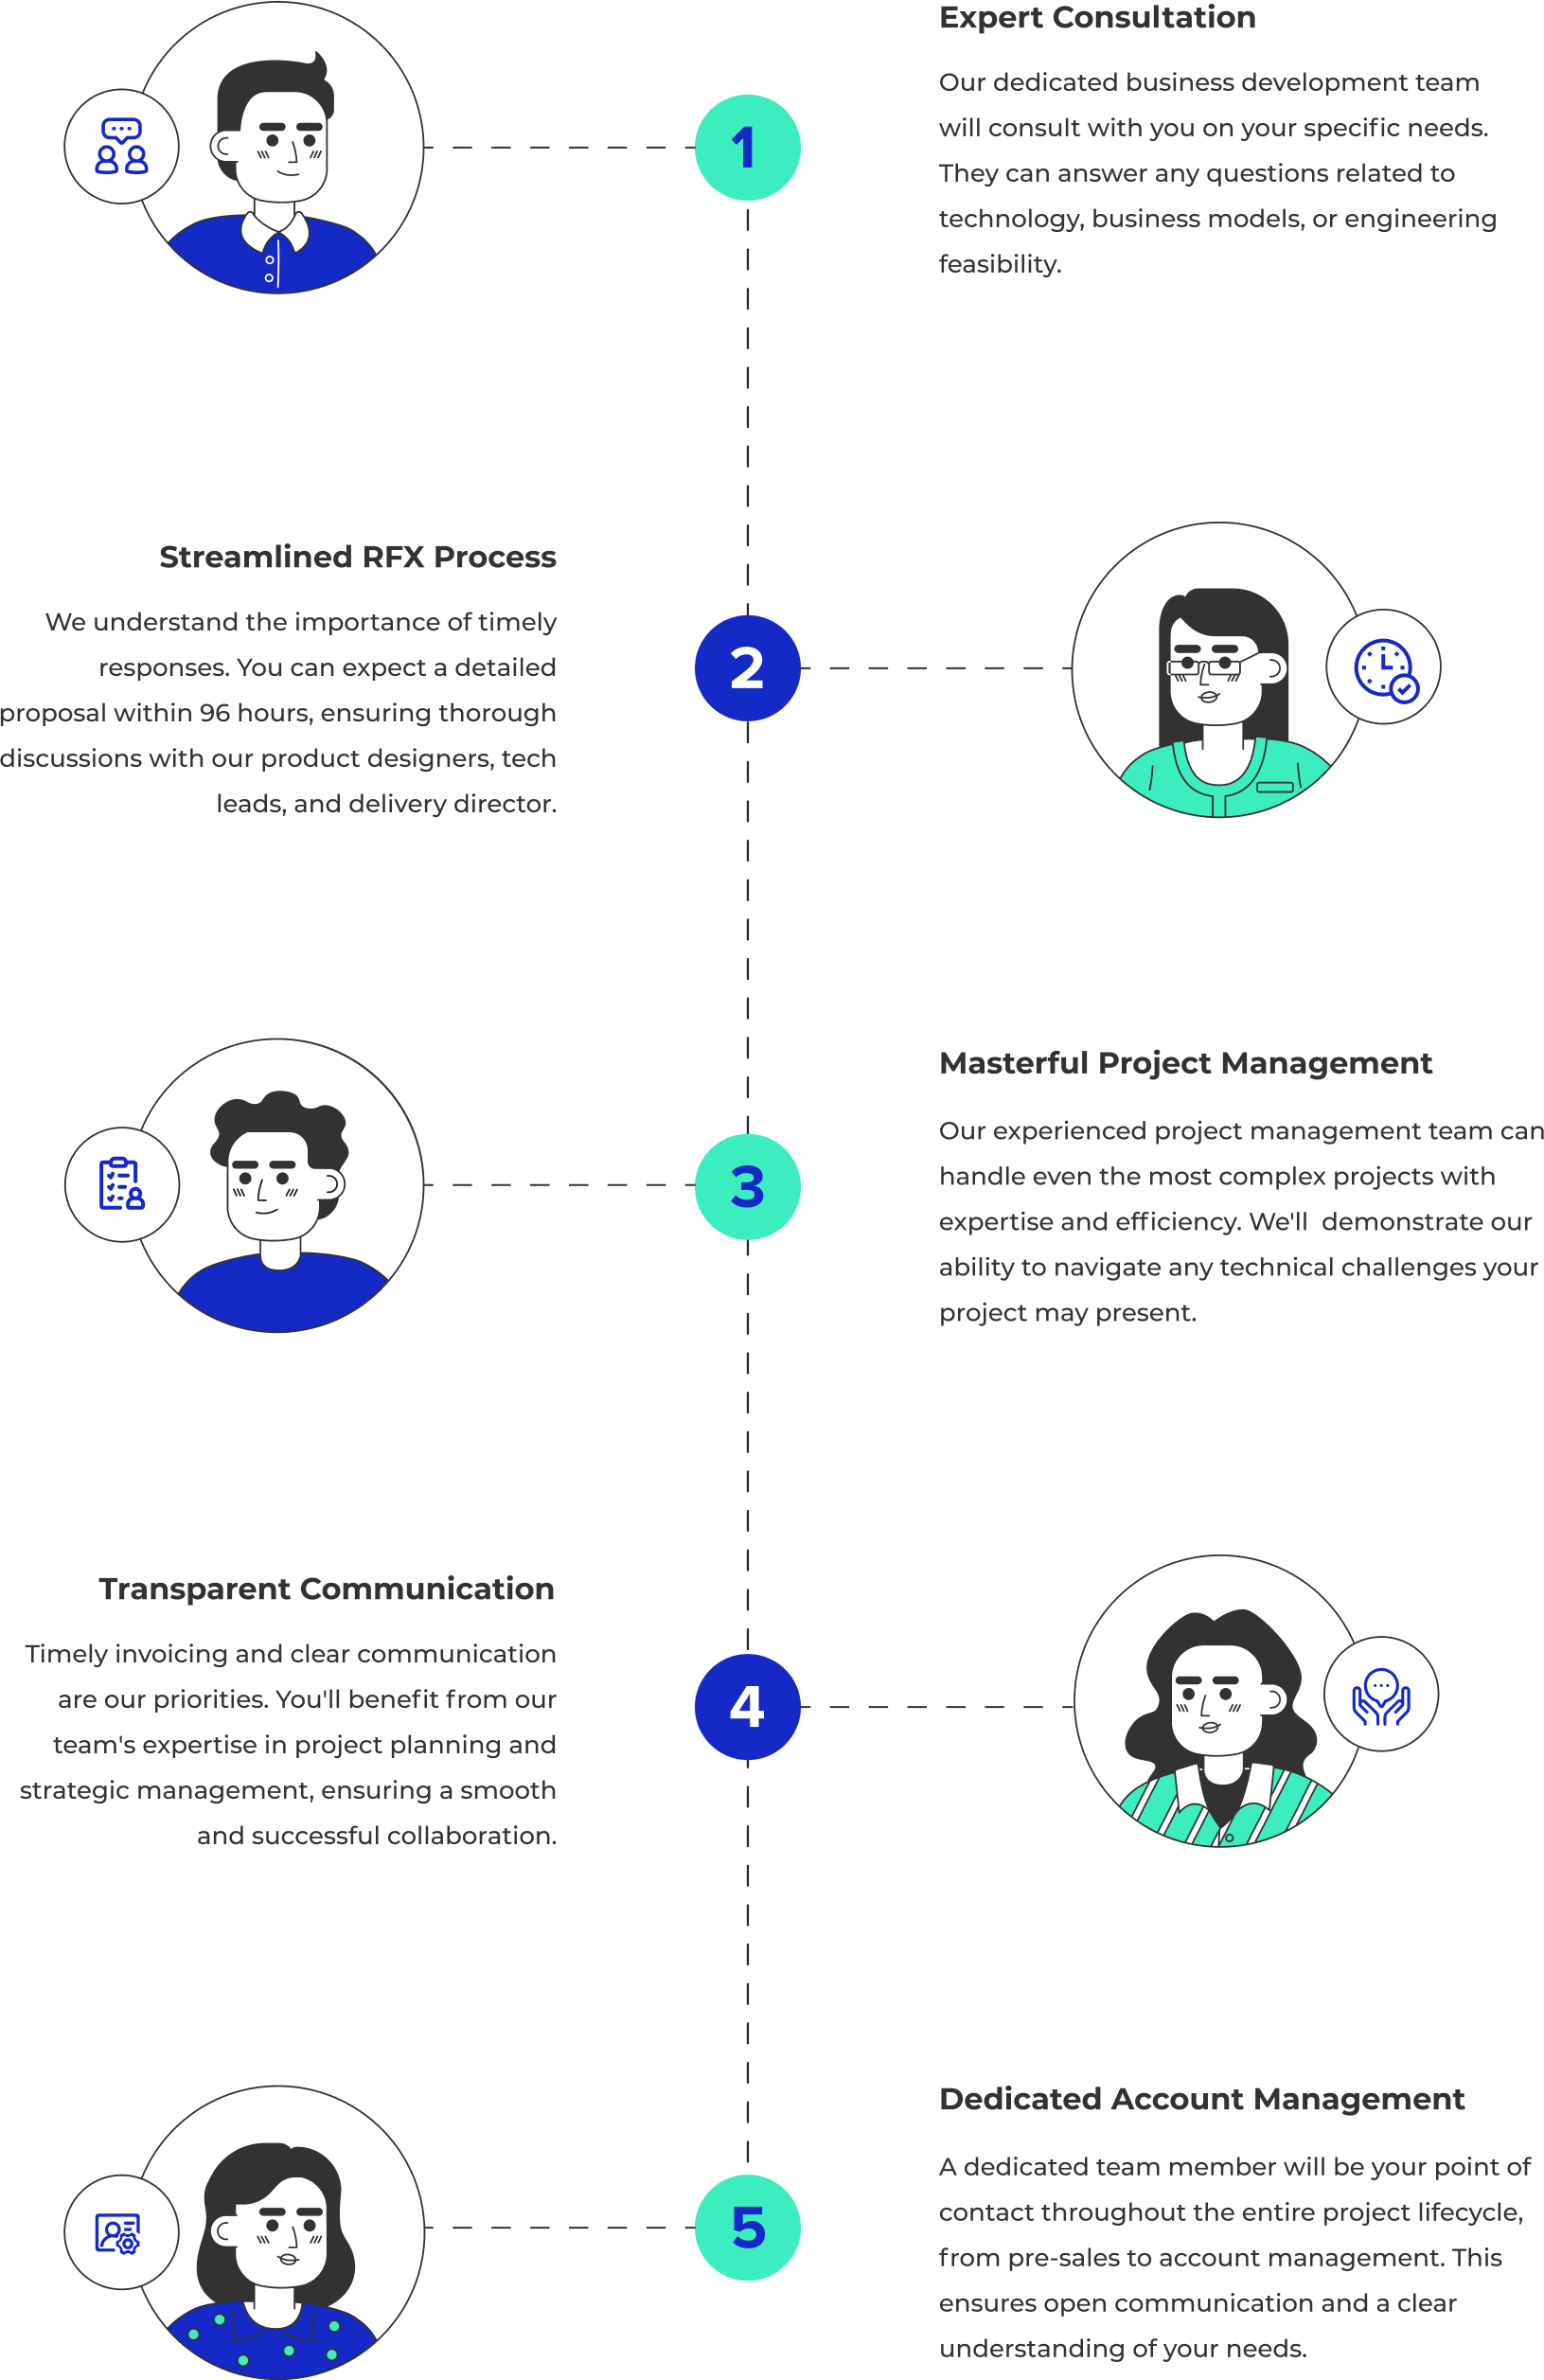 Expert Consultation
Our dedicated business development team
will consult with you on your specific needs.
They can answer any questions related to
technology, business models, or engineering
feasibility.
1
Streamlined RFX Process
We understand the importance of timely
responses. You can expect a detailed
proposal within 96 hours, ensuring thorough
discussions with our product designers, tech
leads, and delivery director.
2
Masterful Project Management
Our experienced project management team can
handle even the most complex projects with
expertise and efficiency. We'll  demonstrate our
ability to navigate any technical challenges your
project may present.
3
Transparent Communication
Timely invoicing and clear communication
are our priorities. You'll benefit from our
team's expertise in project planning and
strategic management, ensuring a smooth
and successful collaboration.
4
Dedicated Account Management
A dedicated team member will be your point of
contact throughout the entire project lifecycle,
from pre-sales to account management. This
ensures open communication and a clear
understanding of your needs.
5